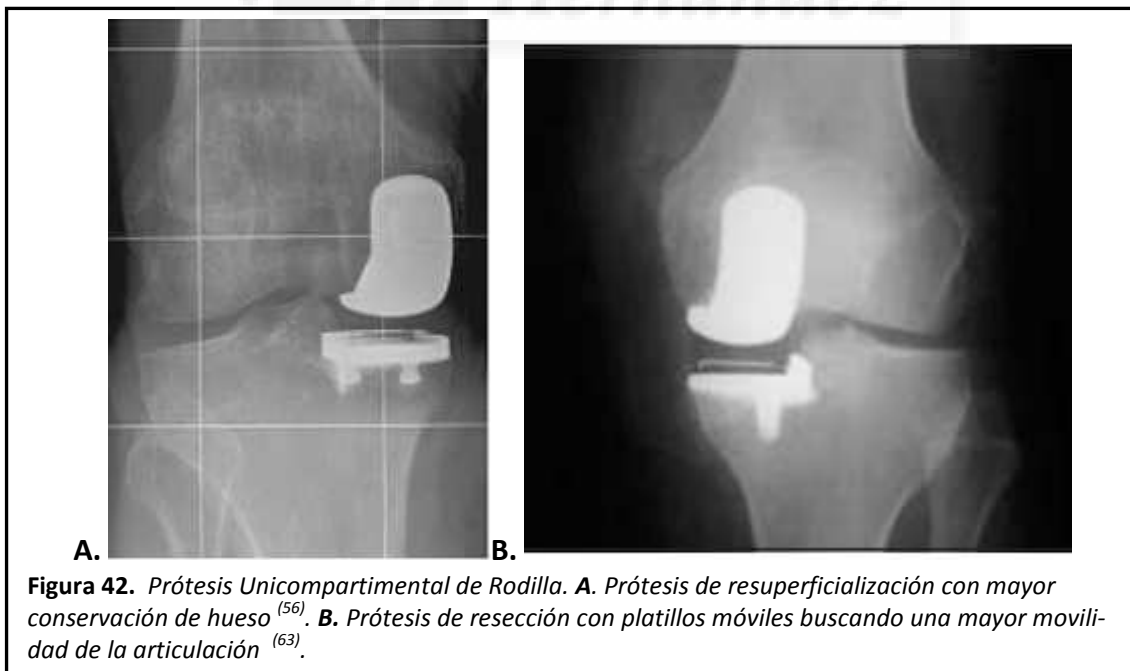 A.
B.
Figura 42. Prótesis Unicompartimental de Rodilla. A. Prótesis de resuperficialización con mayor
conservación de hueso (56). B. Prótesis de resección con platillos móviles buscando una mayor movili-
dad de la articulación (63).